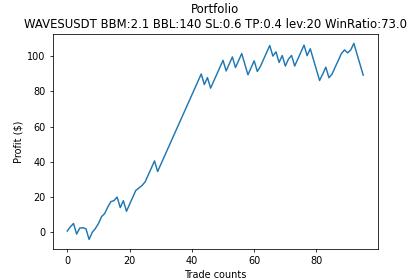 Portfolio
WAVESUSDT BBM:2.1 BBL:140 SL:0.6 TP:0.4 lev:20 WinRatio:73.0
100
80
60
40
20
0
Profit ($)
0 20 40 60 80
Trade counts